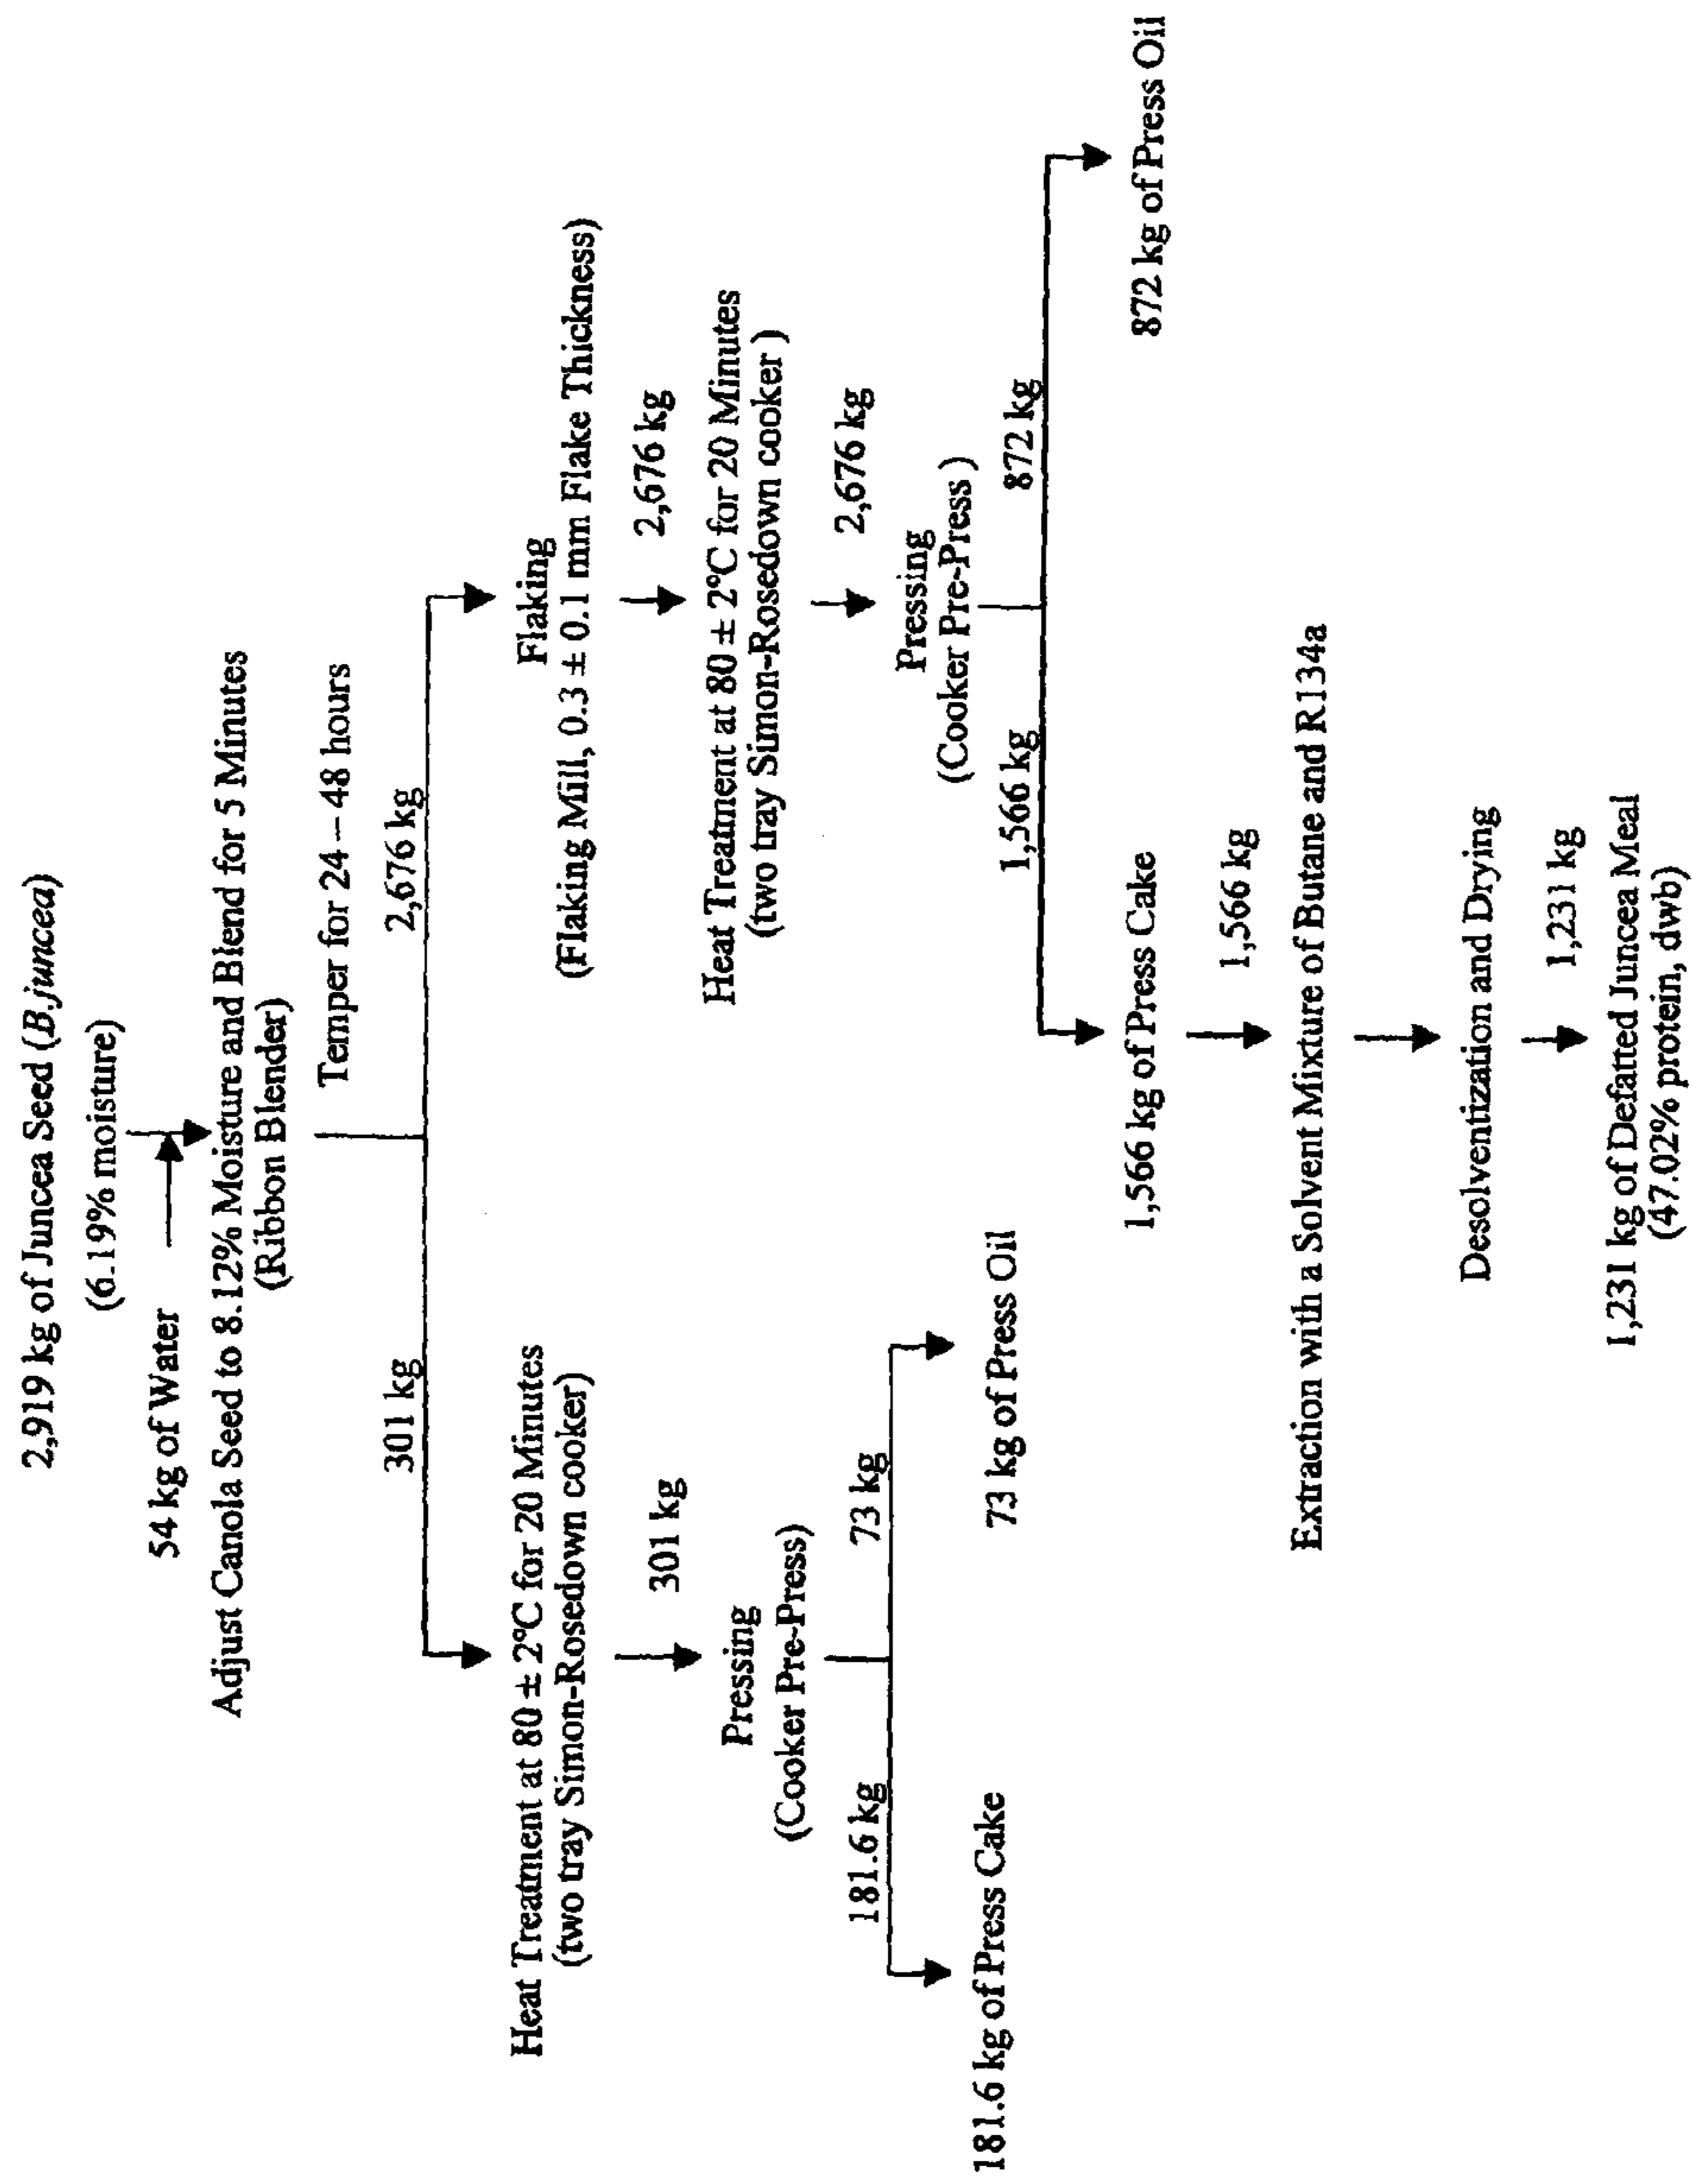 2,919 kg of Juncea Seed (B.juncea)
(6.19% moisture)
54 kg of Water
Adjust Canola Seed to 8.12% Moisture and Blend for 5 Minutes
(Ribbon Blender)
Temper for 24 – 48 hours
301 kg
2,676 kg
Heat Treatment at 80 ± 2°C for 20 Minutes
(two tray Simon-Rosedown cooker)
301 kg
Pressing
(Cooker Pre-Press)
181.6 kg
73 kg
181.6 kg of Press Cake
73 kg of Press Oil
Flaking
(Flaking Mill, 0.3 ± 0.1 mm Flake Thickness)
2,676 kg
Heat Treatment at 80 ± 2°C for 20 Minutes
(two tray Simon-Rosedown cooker )
2,676 kg
Pressing
(Cooker Pre-Press )
1,566 kg
872 kg
1,566 kg of Press Cake
872 kg of Press Oil
1,566 kg
Extraction with a Solvent Mixture of Butane and R134a
Desolventization and Drying
1,231 kg
1,231 kg of Defatted Juncea Meal
(47.02% protein, dwb)